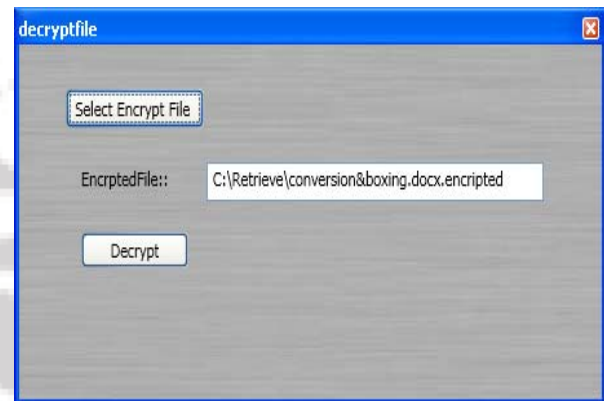 decryptfile
Select Encrypt File
EncrptedFile:: C:\Retrieve\conversion&boxing.docx.encripted
Decrypt